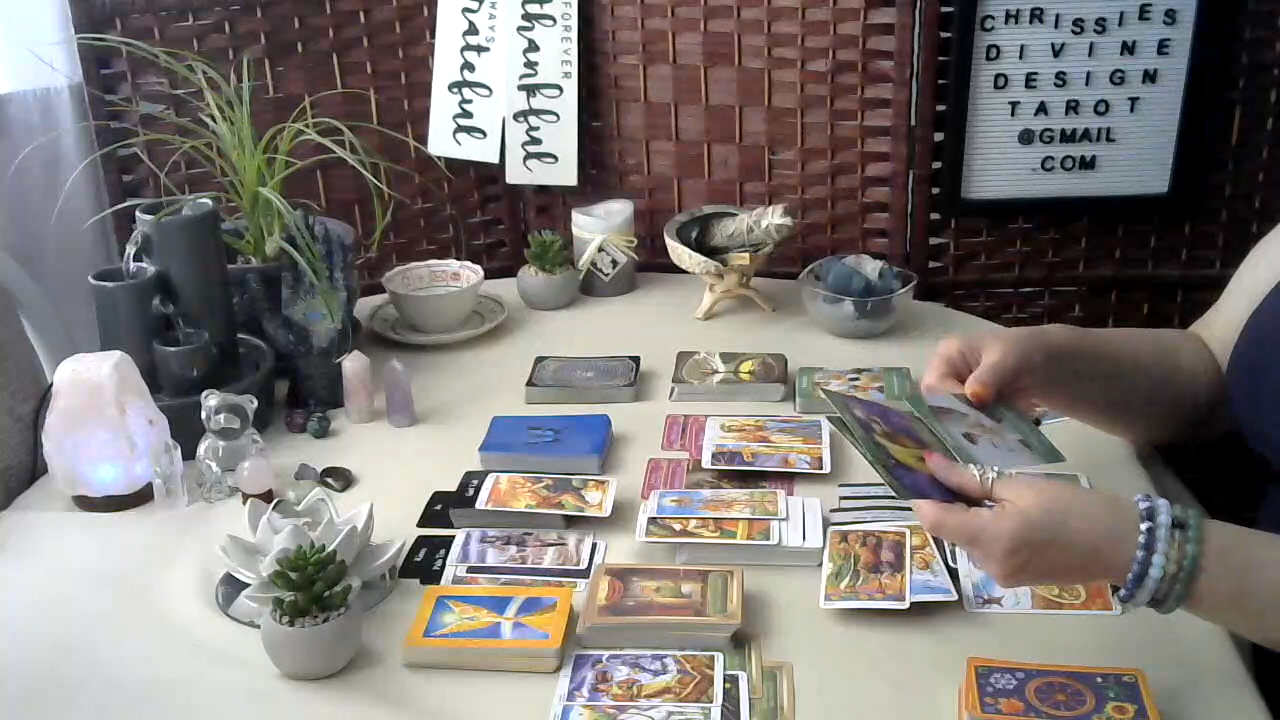 ALWAYS
grateful
FOREVER
thankful
CHRISSIES
DIVINE
DESIGN
TAROT
@GMAIL
.COM